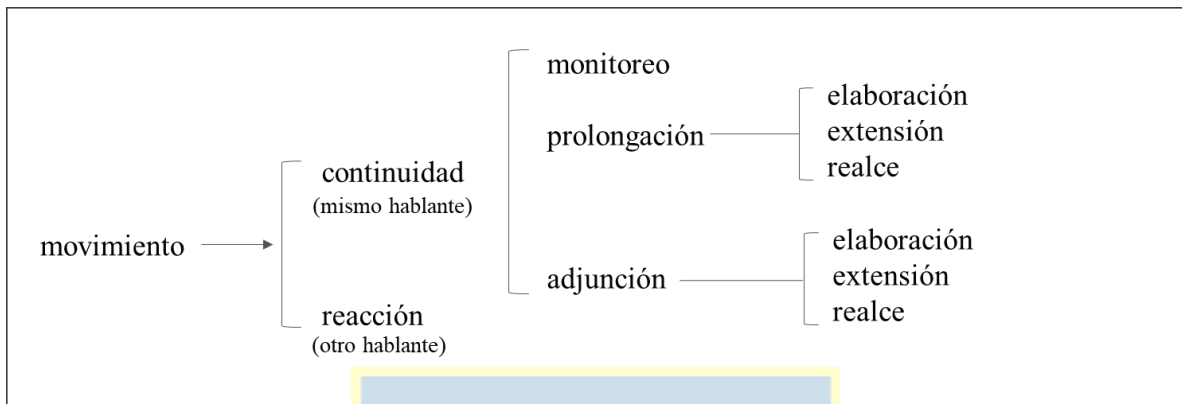 monitoreo
elaboración
prolongación
extensión
realce
continuidad
(mismo hablante)
movimiento
elaboración
adjunción
extensión
realce
reacción
(otro hablante)